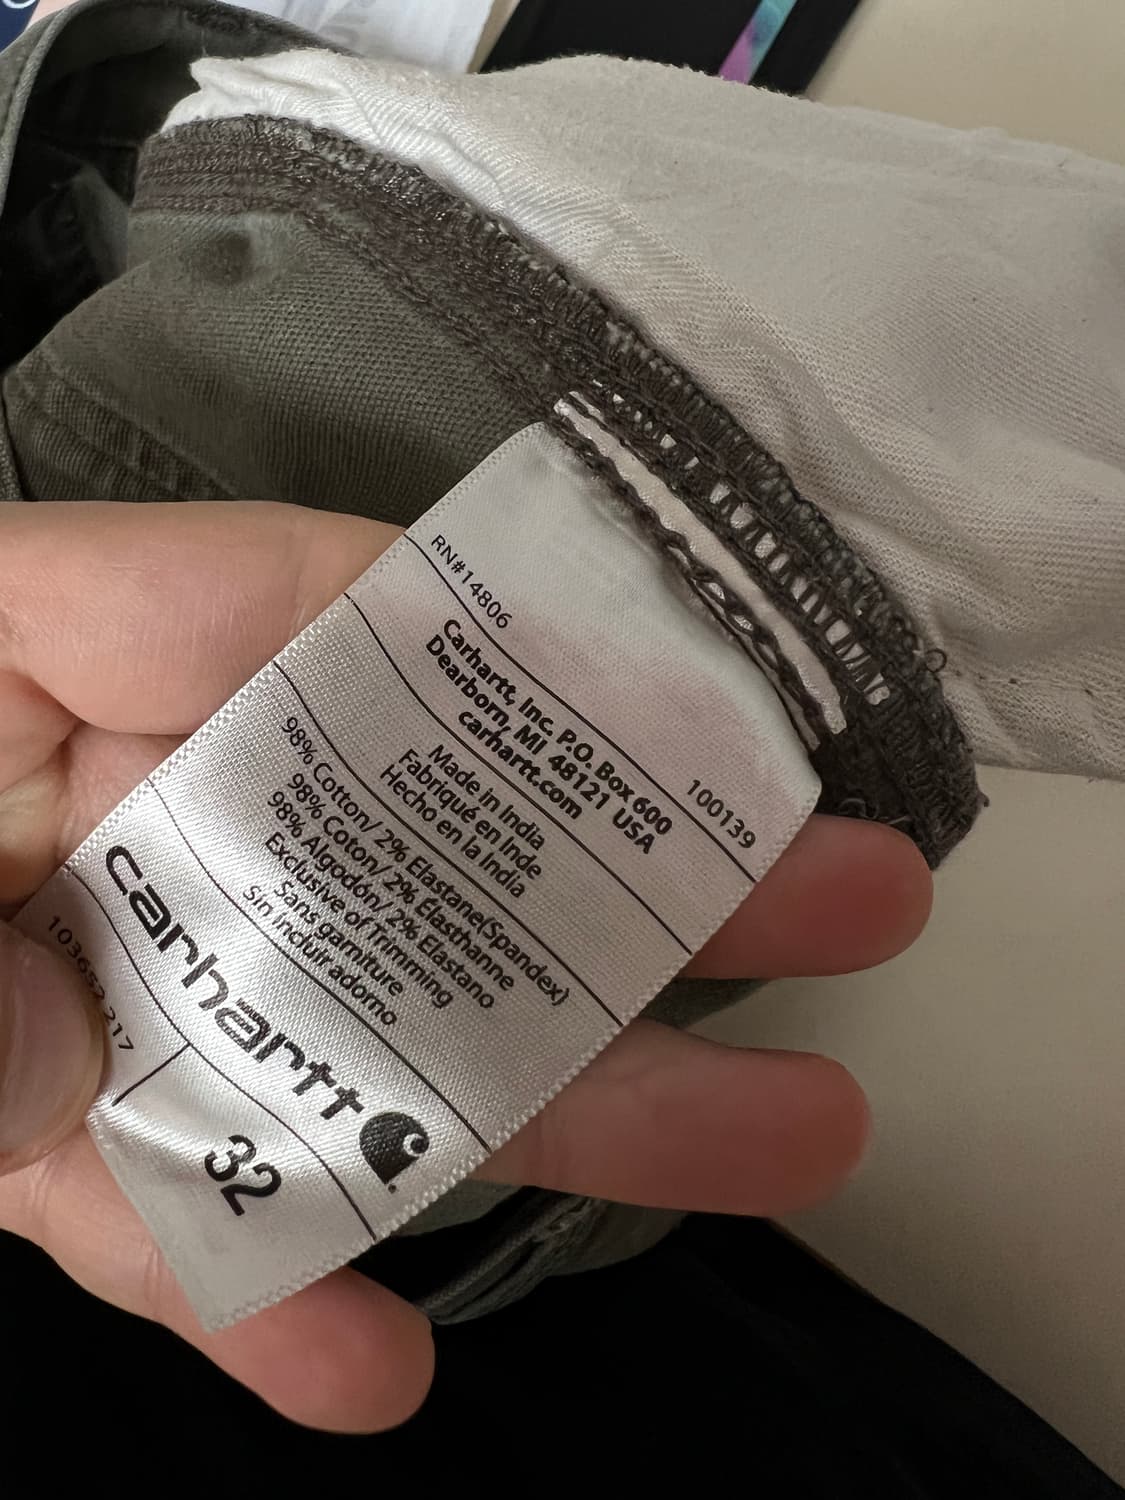 RN#14806
100139
Carhartt, Inc. P.O. Box 600
Dearborn, MI 48121 USA
carhartt.com
Made in India
Fabriqué en Inde
Hecho en la India
98% Cotton/ 2% Elastane(Spandex)
98% Coton/ 2% Élasthanne
98% Algodón/ 2% Elastano
Exclusive of Trimming
Sans garniture
Sin incluir adorno
carhartt
217
32